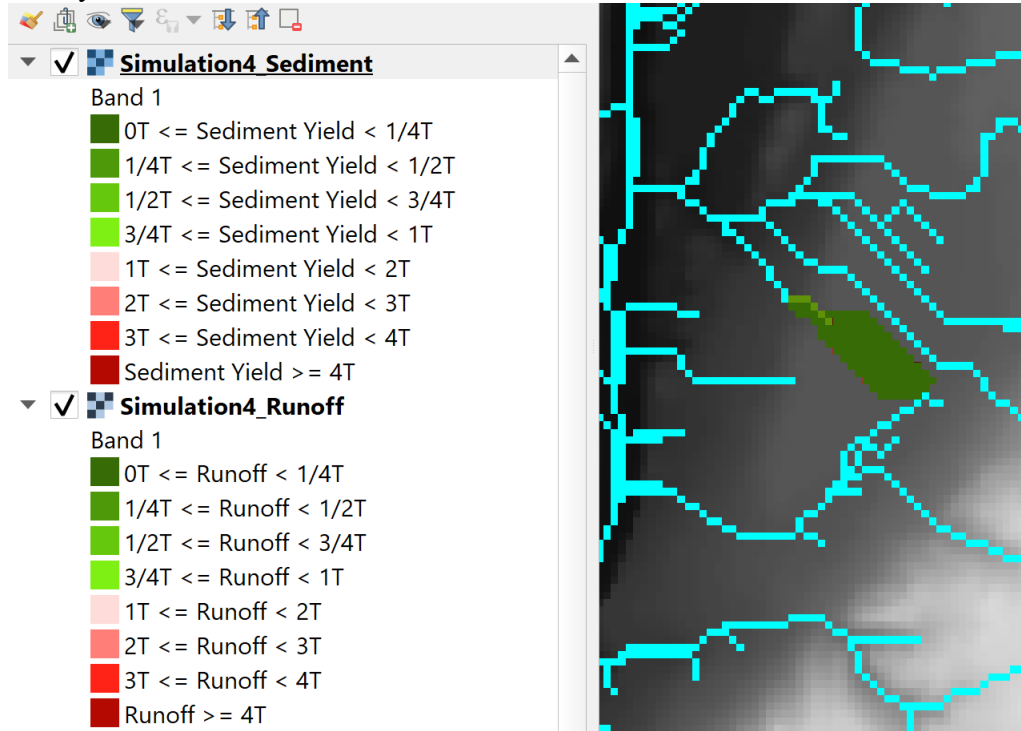 Simulation4_Sediment
Band 1
0T <= Sediment Yield < 1/4T
1/4T <= Sediment Yield < 1/2T
1/2T <= Sediment Yield < 3/4T
3/4T <= Sediment Yield < 1T
1T <= Sediment Yield < 2T
2T <= Sediment Yield < 3T
3T <= Sediment Yield < 4T
Sediment Yield >= 4T
Simulation4_Runoff
Band 1
0T <= Runoff < 1/4T
1/4T <= Runoff < 1/2T
1/2T <= Runoff < 3/4T
3/4T <= Runoff < 1T
1T <= Runoff < 2T
2T <= Runoff < 3T
3T <= Runoff < 4T
Runoff >= 4T